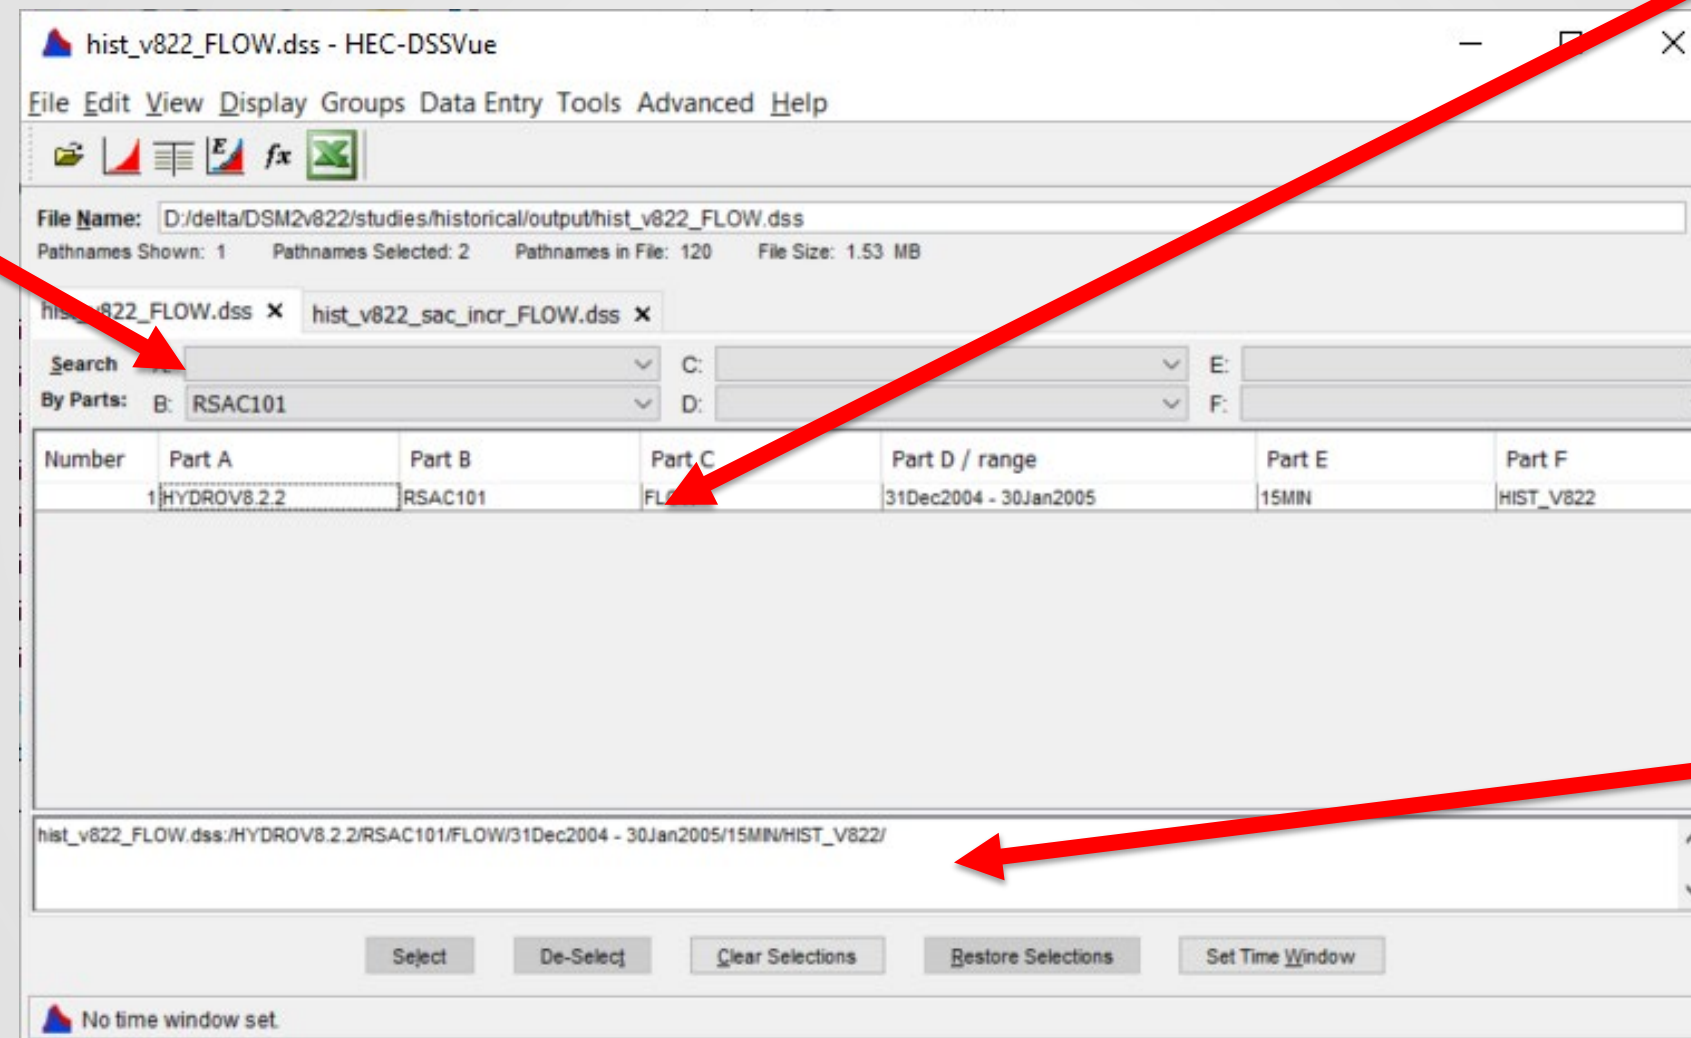 hist_v822_FLOW.dss - HEC-DSSVue
File Edit View Display Groups Data Entry Tools Advanced Help
E fx
File Name: D:/delta/DSM2v822/studies/historical/output/hist_v822_FLOW.dss
Pathnames Shown: 1 Pathnames Selected: 2 Pathnames in File: 120 File Size: 1.53 MB
822_FLOW.dss hist_v822_sac_incr_FLOW.dss
Search C: E:
By Parts: B: RSAC101 D: F:
Number Part A Part B Part C Part D / range Part E Part F
1 HYDROV8.2.2 RSAC101 31Dec2004 - 30Jan2005 15MIN HIST_V822
hist_v822_FLOW.dss:/HYDROV8.2.2/RSAC101/FLOW/31Dec2004 - 30Jan2005/15MIN/HIST_V822/
Select De-Select Clear Selections Restore Selections Set Time Window
No time window set.